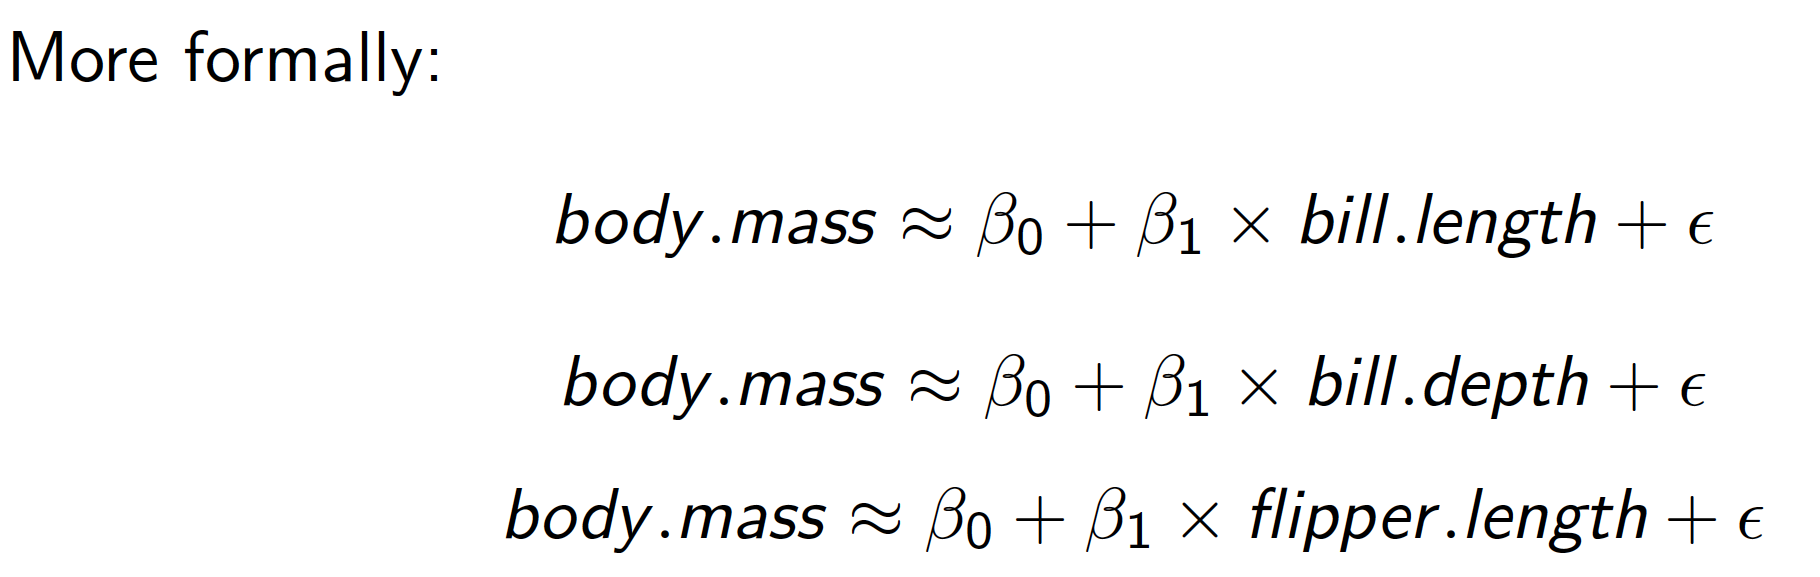 More formally:
body.mass ≈ β₀ + β₁ × bill.length + ϵ
body.mass ≈ β₀ + β₁ × bill.depth + ϵ
body.mass ≈ β₀ + β₁ × flipper.length + ϵ